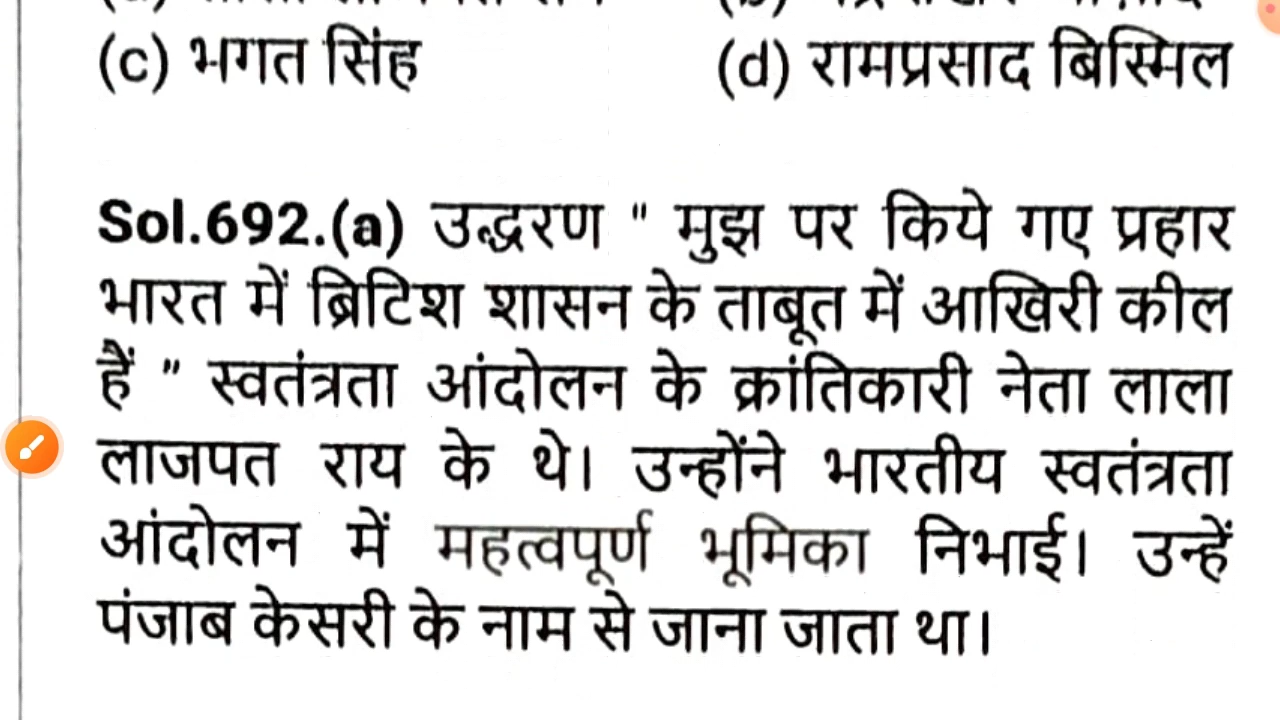 (c) भगत सिंह (d) रामप्रसाद बिस्मिल
Sol.692.(a) उद्धरण " मुझ पर किये गए प्रहार
भारत में ब्रिटिश शासन के ताबूत में आखिरी कील
हैं " स्वतंत्रता आंदोलन के क्रांतिकारी नेता लाला
लाजपत राय के थे। उन्होंने भारतीय स्वतंत्रता
आंदोलन में महत्वपूर्ण भूमिका निभाई। उन्हें
पंजाब केसरी के नाम से जाना जाता था।